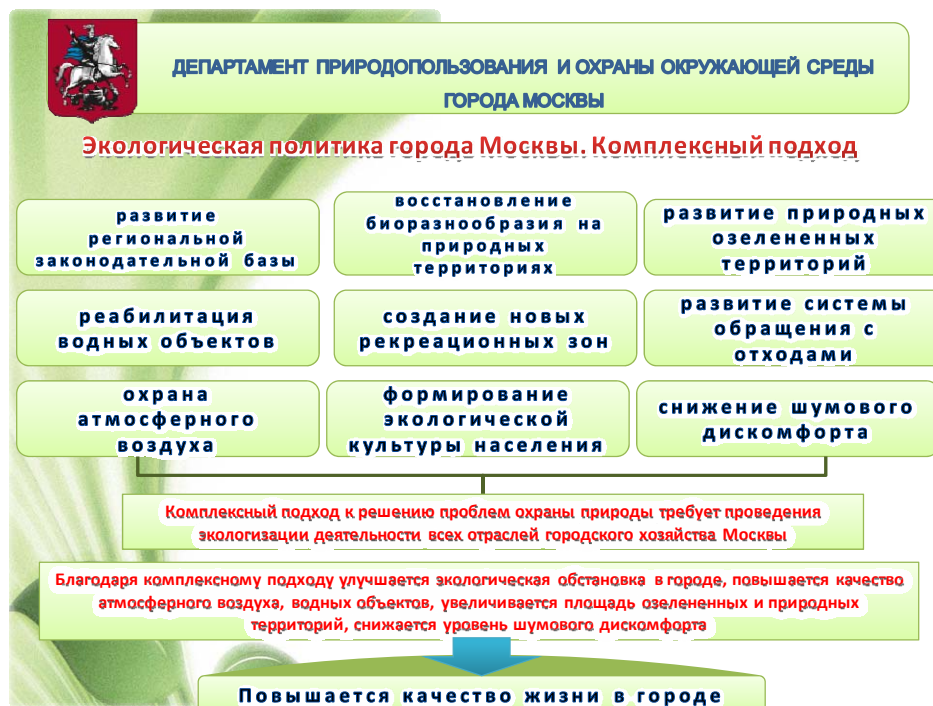 ДЕПАРТАМЕНТ ПРИРОДОПОЛЬЗОВАНИЯ И ОХРАНЫ ОКРУЖАЮЩЕЙ СРЕДЫ
ГОРОДА МОСКВЫ
Экологическая политика города Москвы. Комплексный подход
развитие
региональной
законодательной базы
восстановление
биоразнообразия на
природных
территориях
развитие природных
озелененных
территорий
реабилитация
водных объектов
создание новых
рекреационных зон
развитие системы
обращения с
отходами
охрана
атмосферного
воздуха
формирование
экологической
культуры населения
снижение шумового
дискомфорта
Комплексный подход к решению проблем охраны природы требует проведения
экологизации деятельности всех отраслей городского хозяйства Москвы
Благодаря комплексному подходу улучшается экологическая обстановка в городе, повышается качество
атмосферного воздуха, водных объектов, увеличивается площадь озелененных и природных
территорий, снижается уровень шумового дискомфорта
Повышается качество жизни в городе